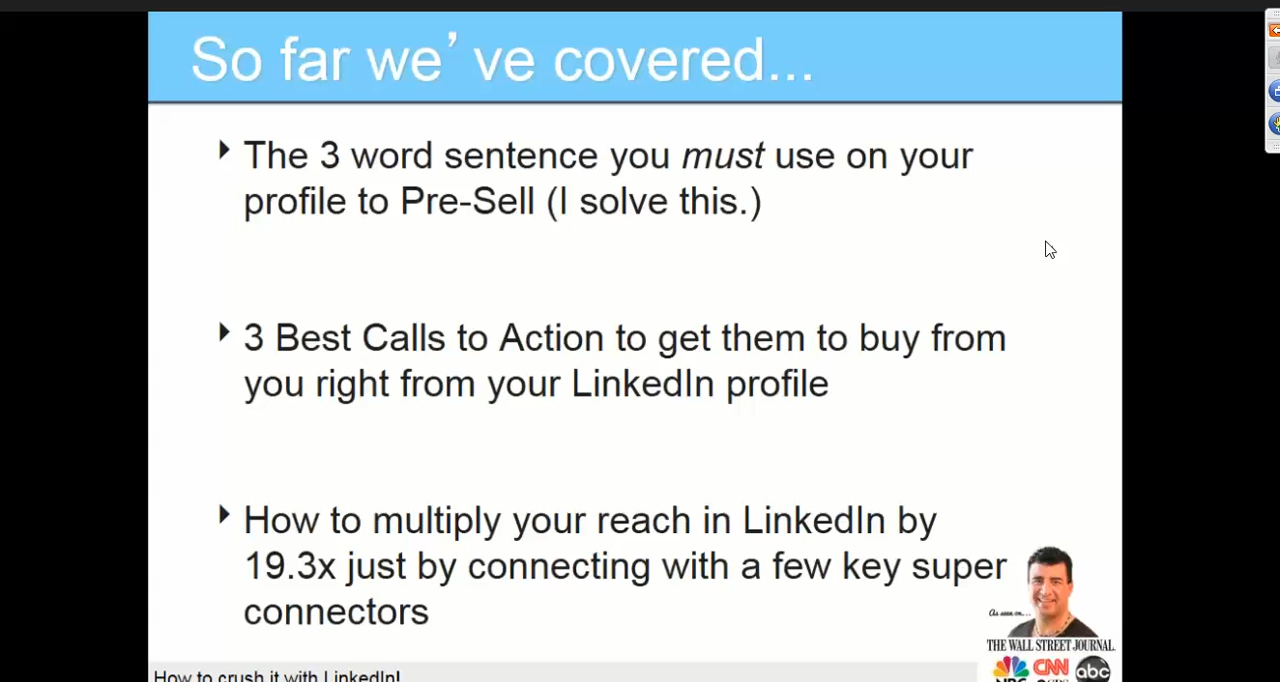 So far we've covered...
The 3 word sentence you must use on your
profile to Pre-Sell (I solve this.)
3 Best Calls to Action to get them to buy from
you right from your LinkedIn profile
How to multiply your reach in LinkedIn by
19.3x just by connecting with a few key super
connectors
As seen on...
THE WALL STREET JOURNAL.
NBC CNN abc
How to crush it with LinkedIn!